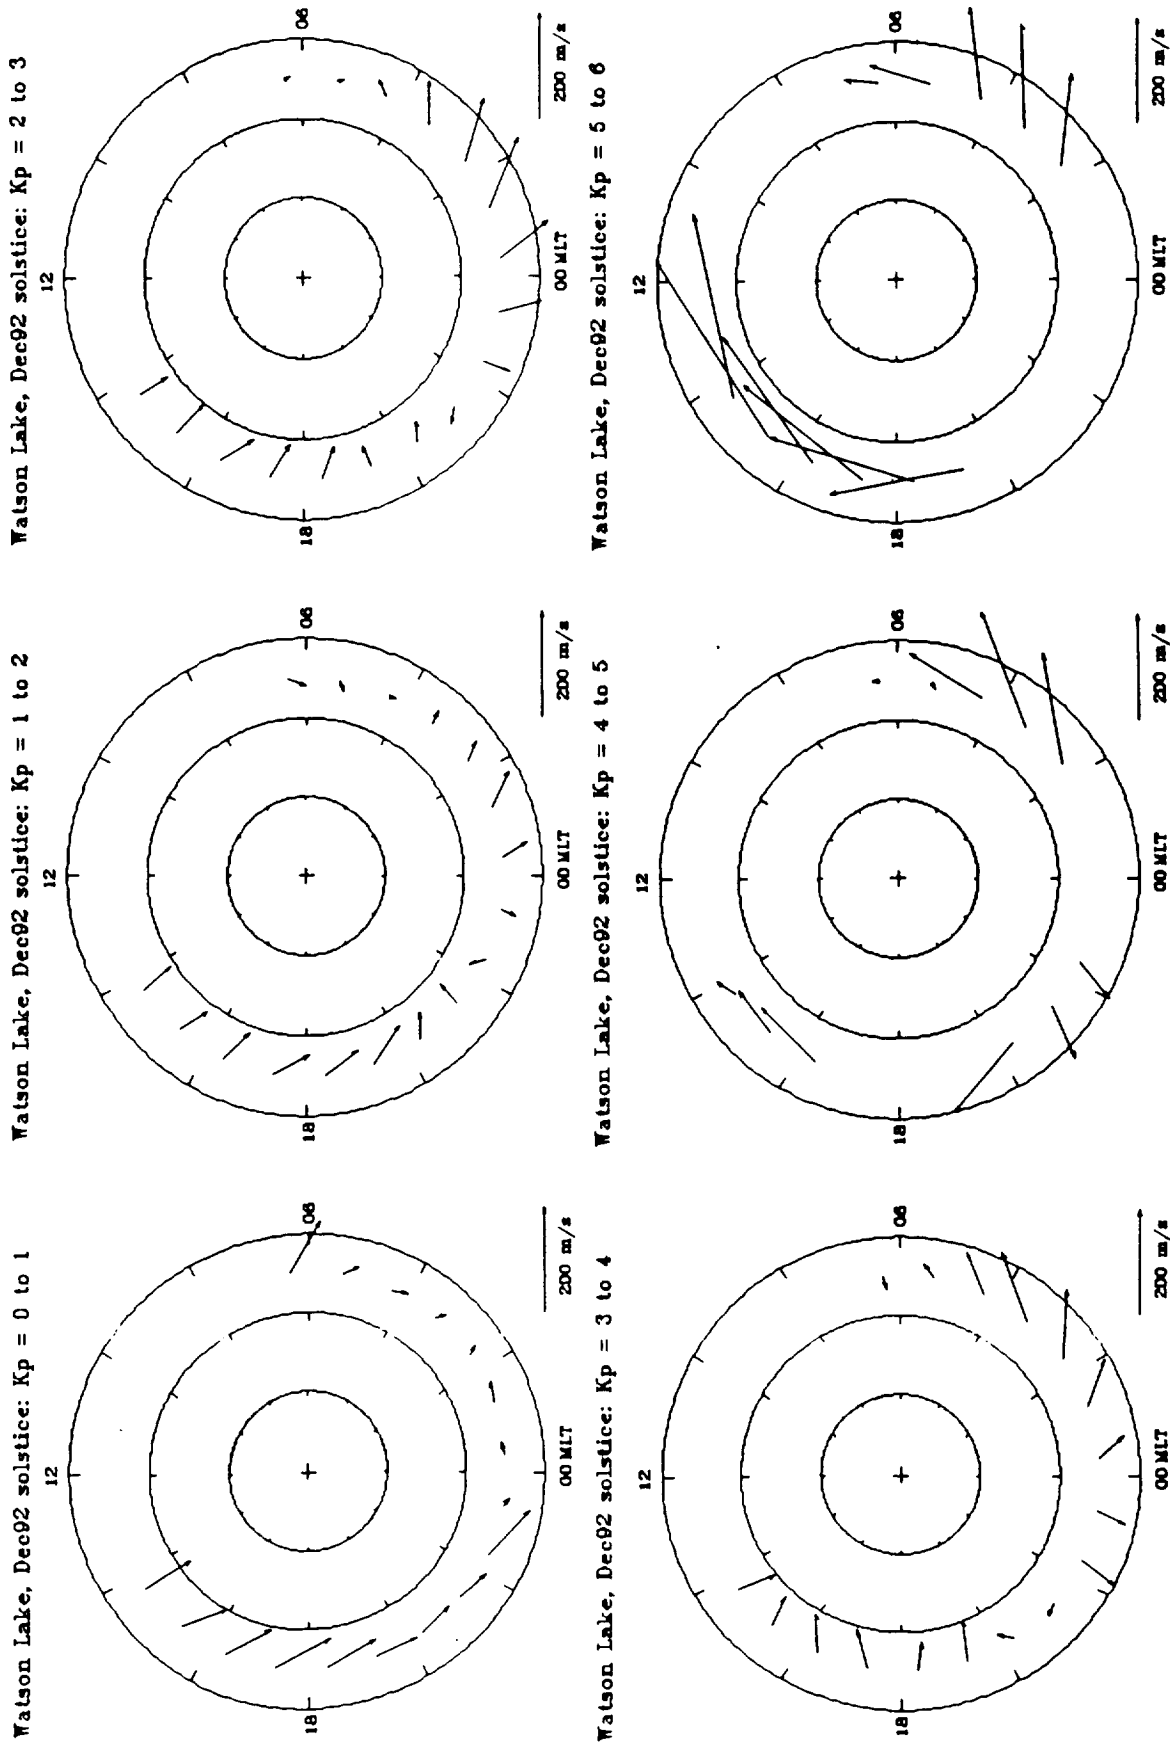 Watson Lake, Dec92 solstice: Kp = 0 to 1
12
18
06
00 MLT
200 m/s
Watson Lake, Dec92 solstice: Kp = 1 to 2
12
18
06
00 MLT
200 m/s
Watson Lake, Dec92 solstice: Kp = 2 to 3
12
18
06
00 MLT
200 m/s
Watson Lake, Dec92 solstice: Kp = 3 to 4
12
18
06
00 MLT
200 m/s
Watson Lake, Dec92 solstice: Kp = 4 to 5
12
18
06
00 MLT
200 m/s
Watson Lake, Dec92 solstice: Kp = 5 to 6
12
18
06
00 MLT
200 m/s